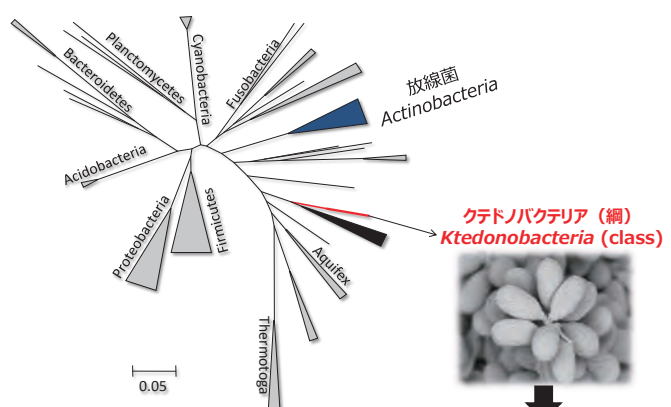 Bacteroidetes
Planctomycetes
Cyanobacteria
Fusobacteria
放線菌
Actinobacteria
Acidobacteria
Proteobacteria
Firmicutes
クテドノバクテリア（綱）
Ktedonobacteria (class)
Aquifex
Thermotoga
0.05